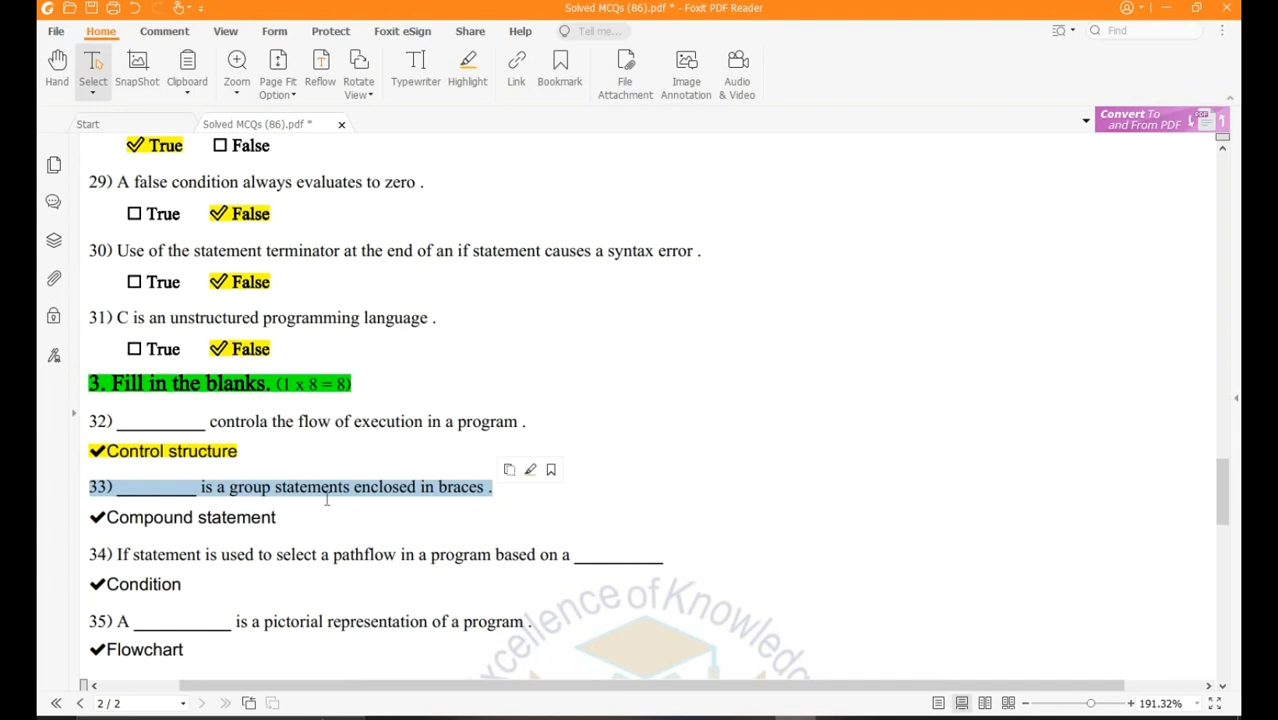 Solved MCQs (86).pdf * - Foxit PDF Reader
File Home Comment View Form Protect Foxit eSign Share Help Tell me... Find
Hand Select SnapShot Clipboard Zoom Page Fit Option Reflow Rotate View Typewriter Highlight Link Bookmark File Attachment Image Annotation Audio & Video
Start Solved MCQs (86).pdf * Convert To and From PDF
True False
29) A false condition always evaluates to zero .
True False
30) Use of the statement terminator at the end of an if statement causes a syntax error .
True False
31) C is an unstructured programming language .
True False
3. Fill in the blanks. (1 x 8 = 8)
32) __________ controla the flow of execution in a program .
✔Control structure
33) _________ is a group statements enclosed in braces .
✔Compound statement
34) If statement is used to select a pathflow in a program based on a __________
✔Condition
35) A ___________ is a pictorial representation of a program .
✔Flowchart
Excellence of Knowledge
2 / 2 191.32%